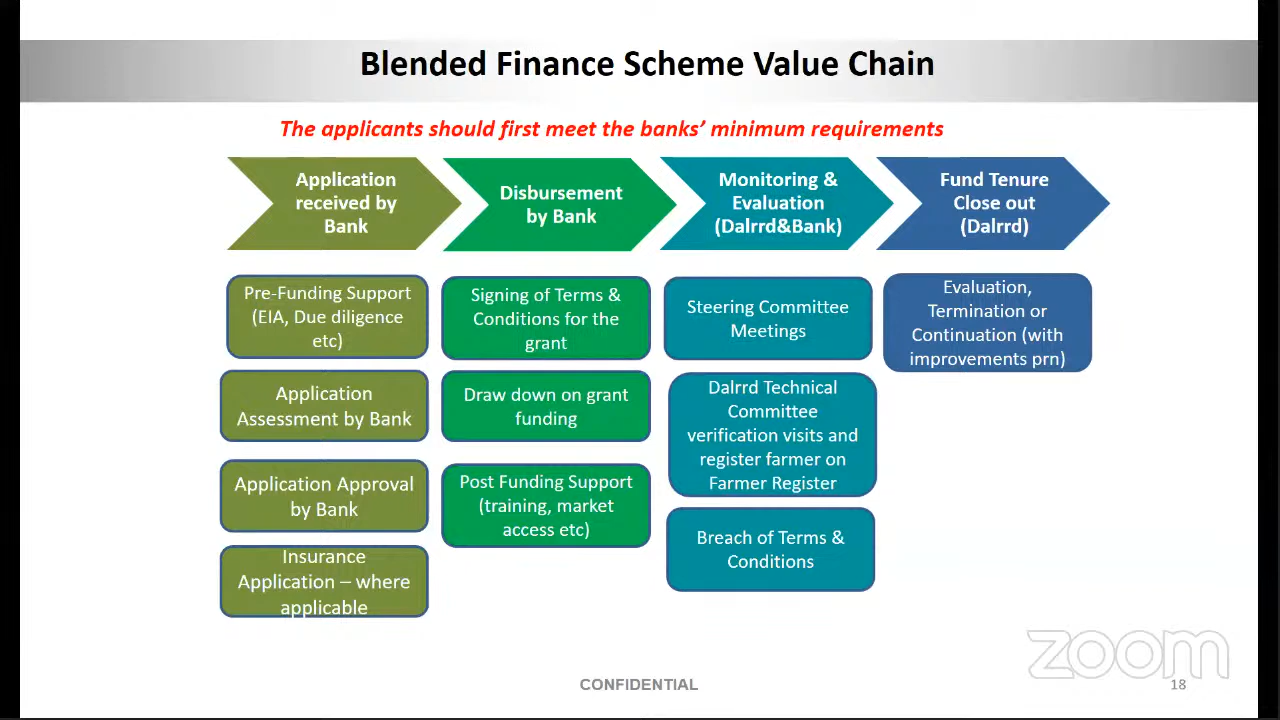 Blended Finance Scheme Value Chain
The applicants should first meet the banks' minimum requirements
Application
received by
Bank
Disbursement
by Bank
Monitoring &
Evaluation
(Dalrrd&Bank)
Fund Tenure
Close out
(Dalrrd)
Pre-Funding Support
(EIA, Due diligence
etc)
Application
Assessment by Bank
Application Approval
by Bank
Insurance
Application – where
applicable
Signing of Terms &
Conditions for the
grant
Draw down on grant
funding
Post Funding Support
(training, market
access etc)
Steering Committee
Meetings
Dalrrd Technical
Committee
verification visits and
register farmer on
Farmer Register
Breach of Terms &
Conditions
Evaluation,
Termination or
Continuation (with
improvements prn)
zoom
CONFIDENTIAL
18